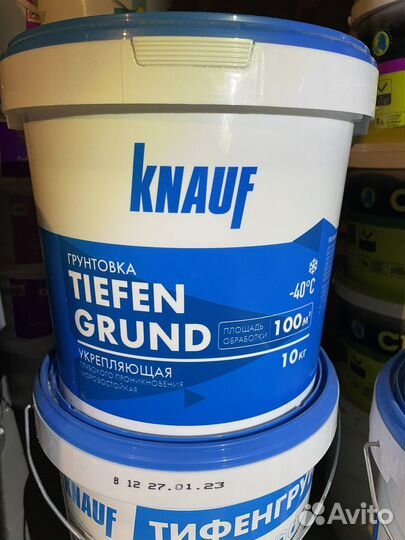 KNAUF
ГРУНТОВКА
TIEFEN
GRUND
-40°C
ПЛОЩАДЬ
ОБРАБОТКИ
100м²
10кг
УКРЕПЛЯЮЩАЯ
ГЛУБОКОГО ПРОНИКНОВЕНИЯ
МОРОЗОСТОЙКАЯ
В 12 27.01.23
KNAUF
ТИФЕНГРУ
Avito